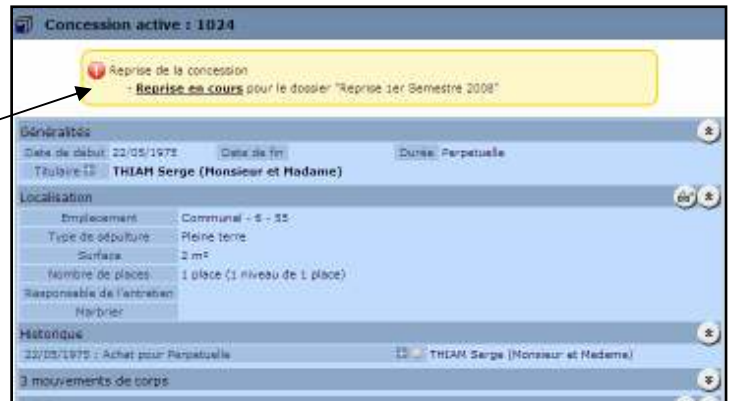 Concession active : 1024
Reprise de la concession
- Reprise en cours pour le dossier "Reprise 1er Semestre 2008"
Généralités
Date de début 22/05/1975 Date de fin Durée Perpetuelle
Titulaire THIAM Serge (Monsieur et Madame)
Localisation
Emplacement Communal - 6 - 55
Type de sépulture Pleine terre
Surface 2 m²
Nombre de places 1 place (1 niveau de 1 place)
Responsable de l'entretien
Marbrier
Historique
22/05/1975 : Achat pour Perpetuelle THIAM Serge (Monsieur et Madame)
3 mouvements de corps